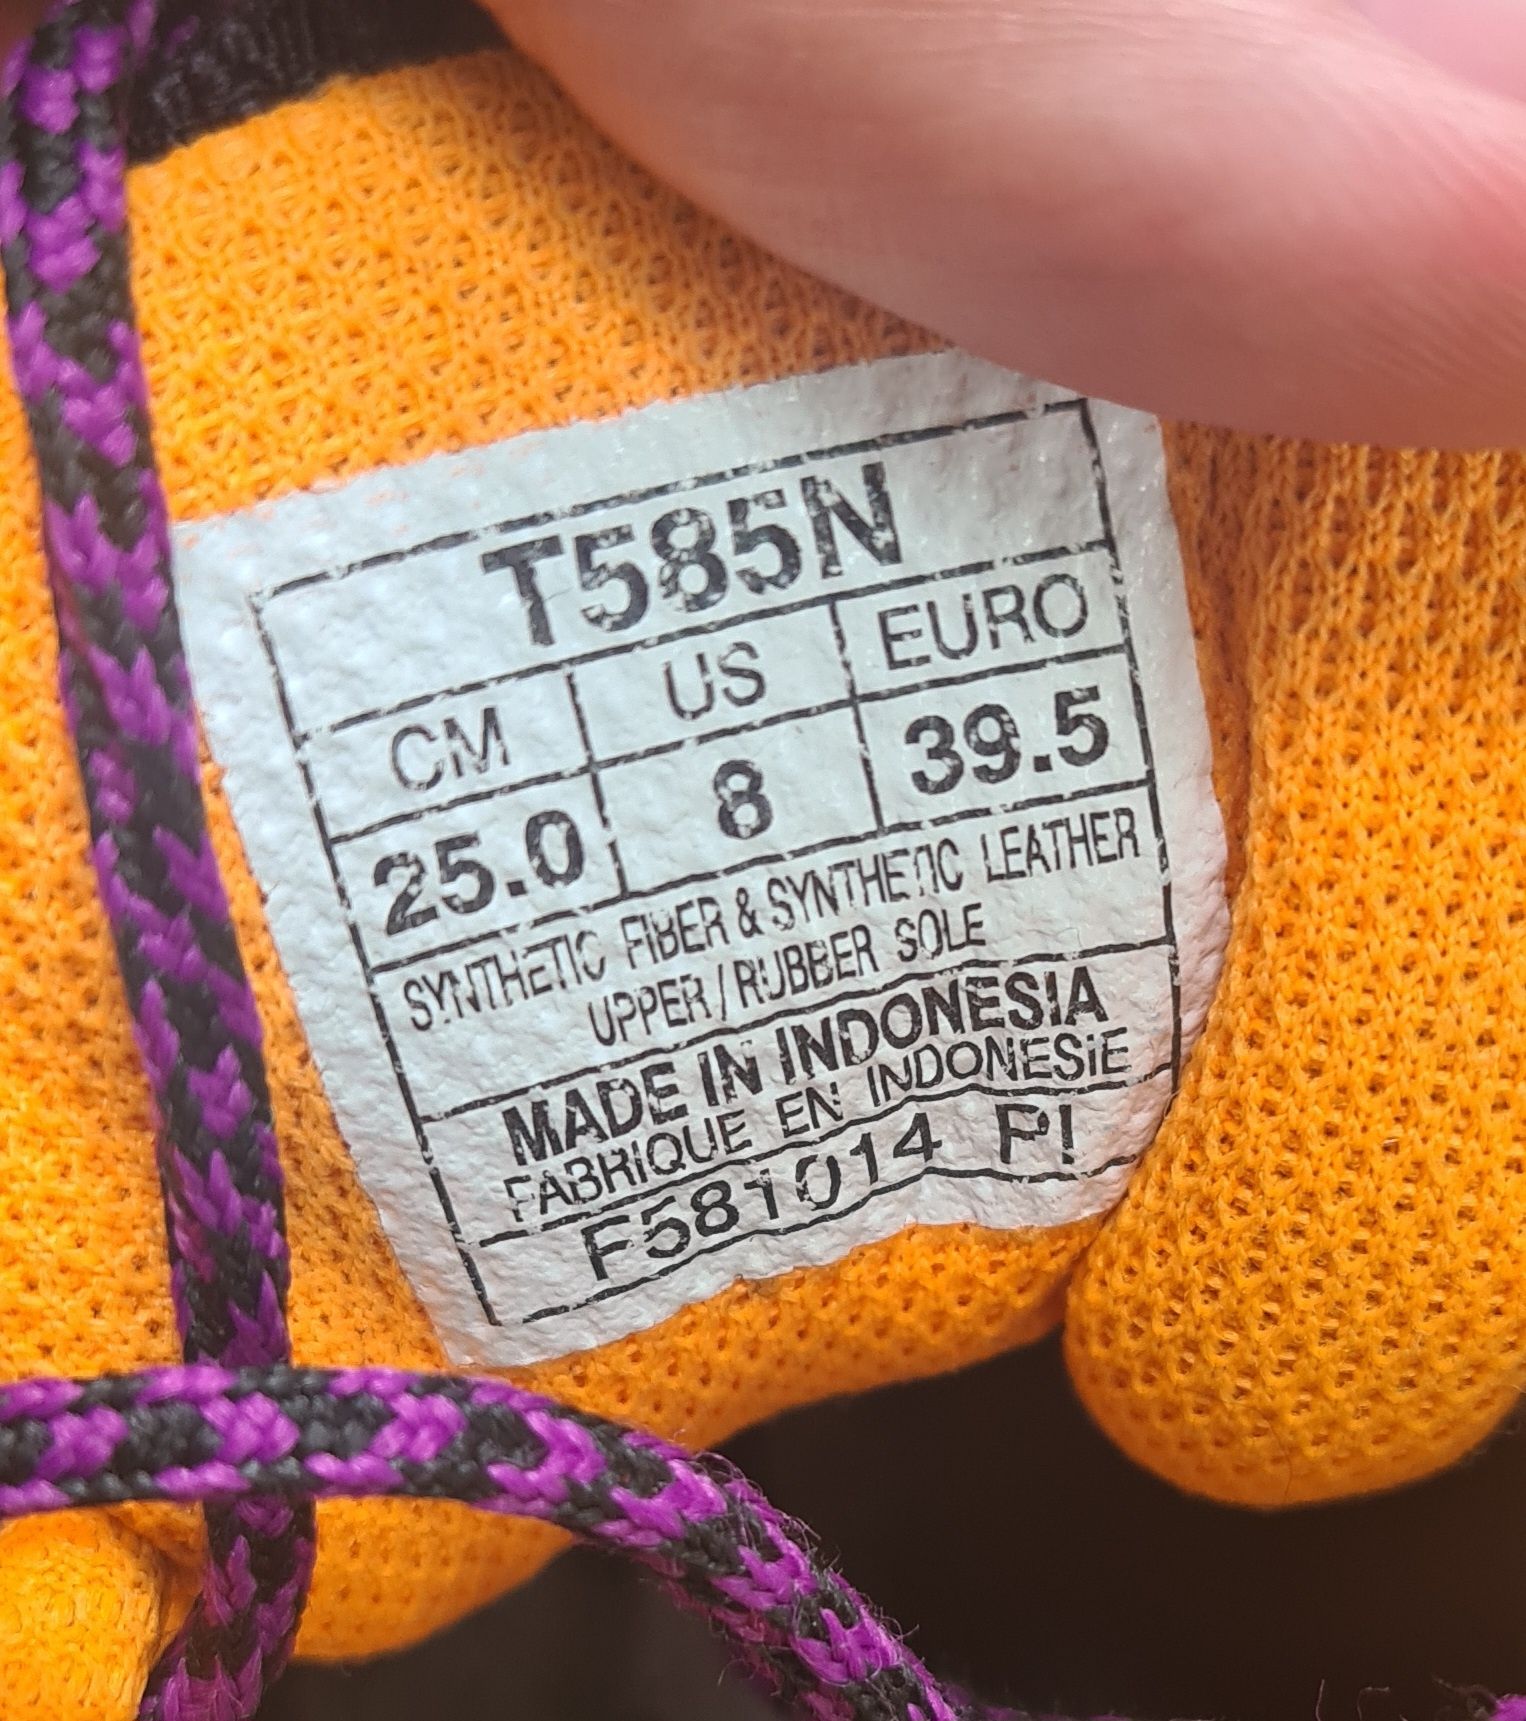 T585N
CM US EURO
25.0 8 39.5
SYNTHETIC FIBER & SYNTHETIC LEATHER
UPPER / RUBBER SOLE
MADE IN INDONESIA
FABRIQUE EN INDONESIE
F581014 PI